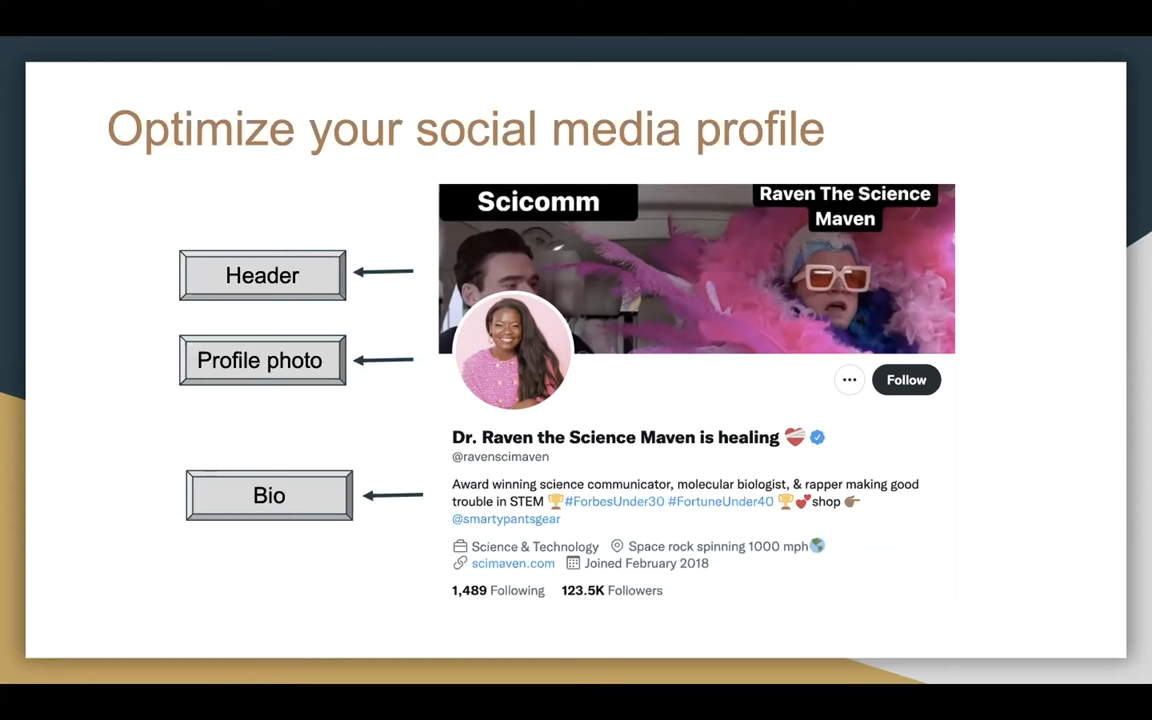 Optimize your social media profile
Scicomm
Raven The Science
Maven
Header
Profile photo
Bio
Follow
Dr. Raven the Science Maven is healing ❤️‍🩹
@ravenscimaven
Award winning science communicator, molecular biologist, & rapper making good
trouble in STEM 🏆#ForbesUnder30 #FortuneUnder40 🏆💕shop 👉🏾
@smartypantsgear
Science & Technology Space rock spinning 1000 mph🌎
scimaven.com Joined February 2018
1,489 Following 123.5K Followers